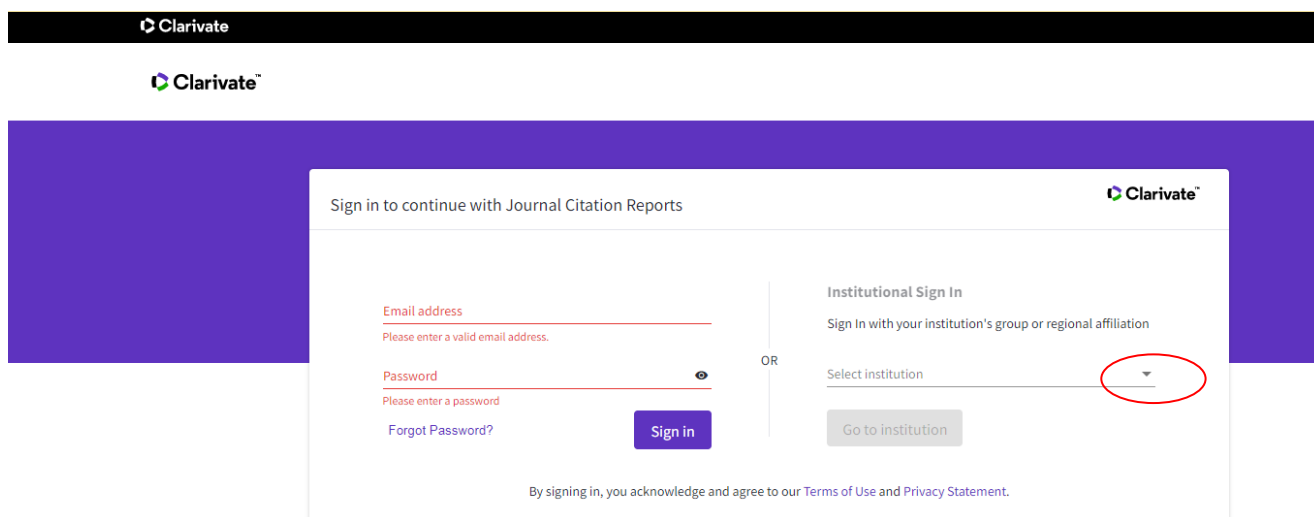 Clarivate
Clarivate™
Sign in to continue with Journal Citation Reports
Clarivate™
Email address
Please enter a valid email address.
Password
Please enter a password
Forgot Password?
Sign in
OR
Institutional Sign In
Sign In with your institution's group or regional affiliation
Select institution
Go to institution
By signing in, you acknowledge and agree to our Terms of Use and Privacy Statement.